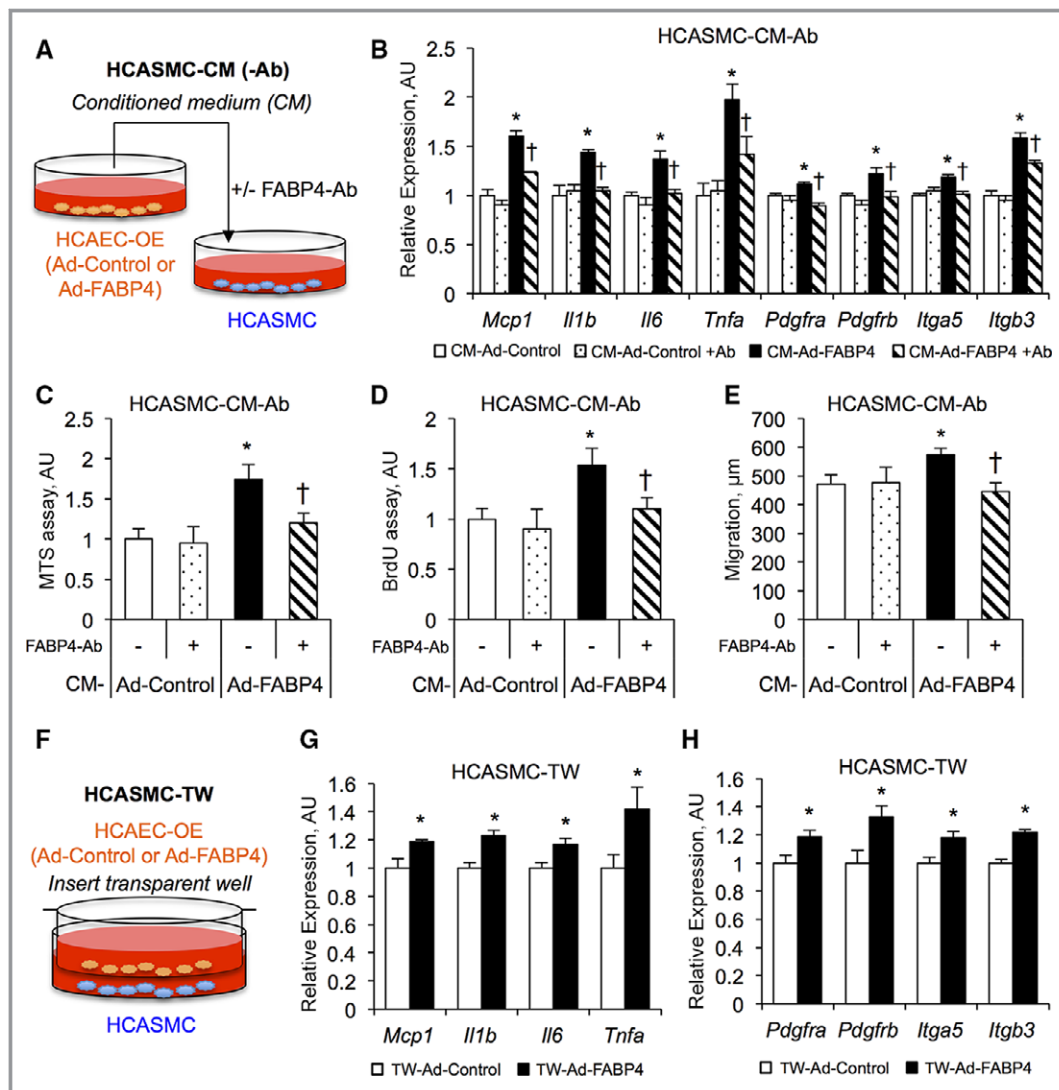 A
HCASMC-CM (-Ab)
Conditioned medium (CM)
+/- FABP4-Ab
HCAEC-OE
(Ad-Control or
Ad-FABP4)
HCASMC
B
HCASMC-CM-Ab
Relative Expression, AU
2.5
2
1.5
1
0.5
0
* † * † * † * † * † * † * † * †
Mcp1 Il1b Il6 Tnfa Pdgfra Pdgfrb Itga5 Itgb3
CM-Ad-Control CM-Ad-Control +Ab CM-Ad-FABP4 CM-Ad-FABP4 +Ab
C
HCASMC-CM-Ab
MTS assay, AU
2.5
2
1.5
1
0.5
0
* †
FABP4-Ab - + - +
CM- Ad-Control Ad-FABP4
D
HCASMC-CM-Ab
BrdU assay, AU
2
1.5
1
0.5
0
* †
FABP4-Ab - + - +
CM- Ad-Control Ad-FABP4
E
HCASMC-CM-Ab
Migration, µm
700
600
500
400
300
200
100
0
* †
FABP4-Ab - + - +
CM- Ad-Control Ad-FABP4
F
HCASMC-TW
HCAEC-OE
(Ad-Control or Ad-FABP4)
Insert transparent well
HCASMC
G
HCASMC-TW
Relative Expression, AU
1.6
1.4
1.2
1
0.8
0.6
0.4
0.2
0
* * * *
Mcp1 Il1b Il6 Tnfa
TW-Ad-Control TW-Ad-FABP4
H
HCASMC-TW
Relative Expression, AU
1.6
1.4
1.2
1
0.8
0.6
0.4
0.2
0
* * * *
Pdgfra Pdgfrb Itga5 Itgb3
TW-Ad-Control TW-Ad-FABP4